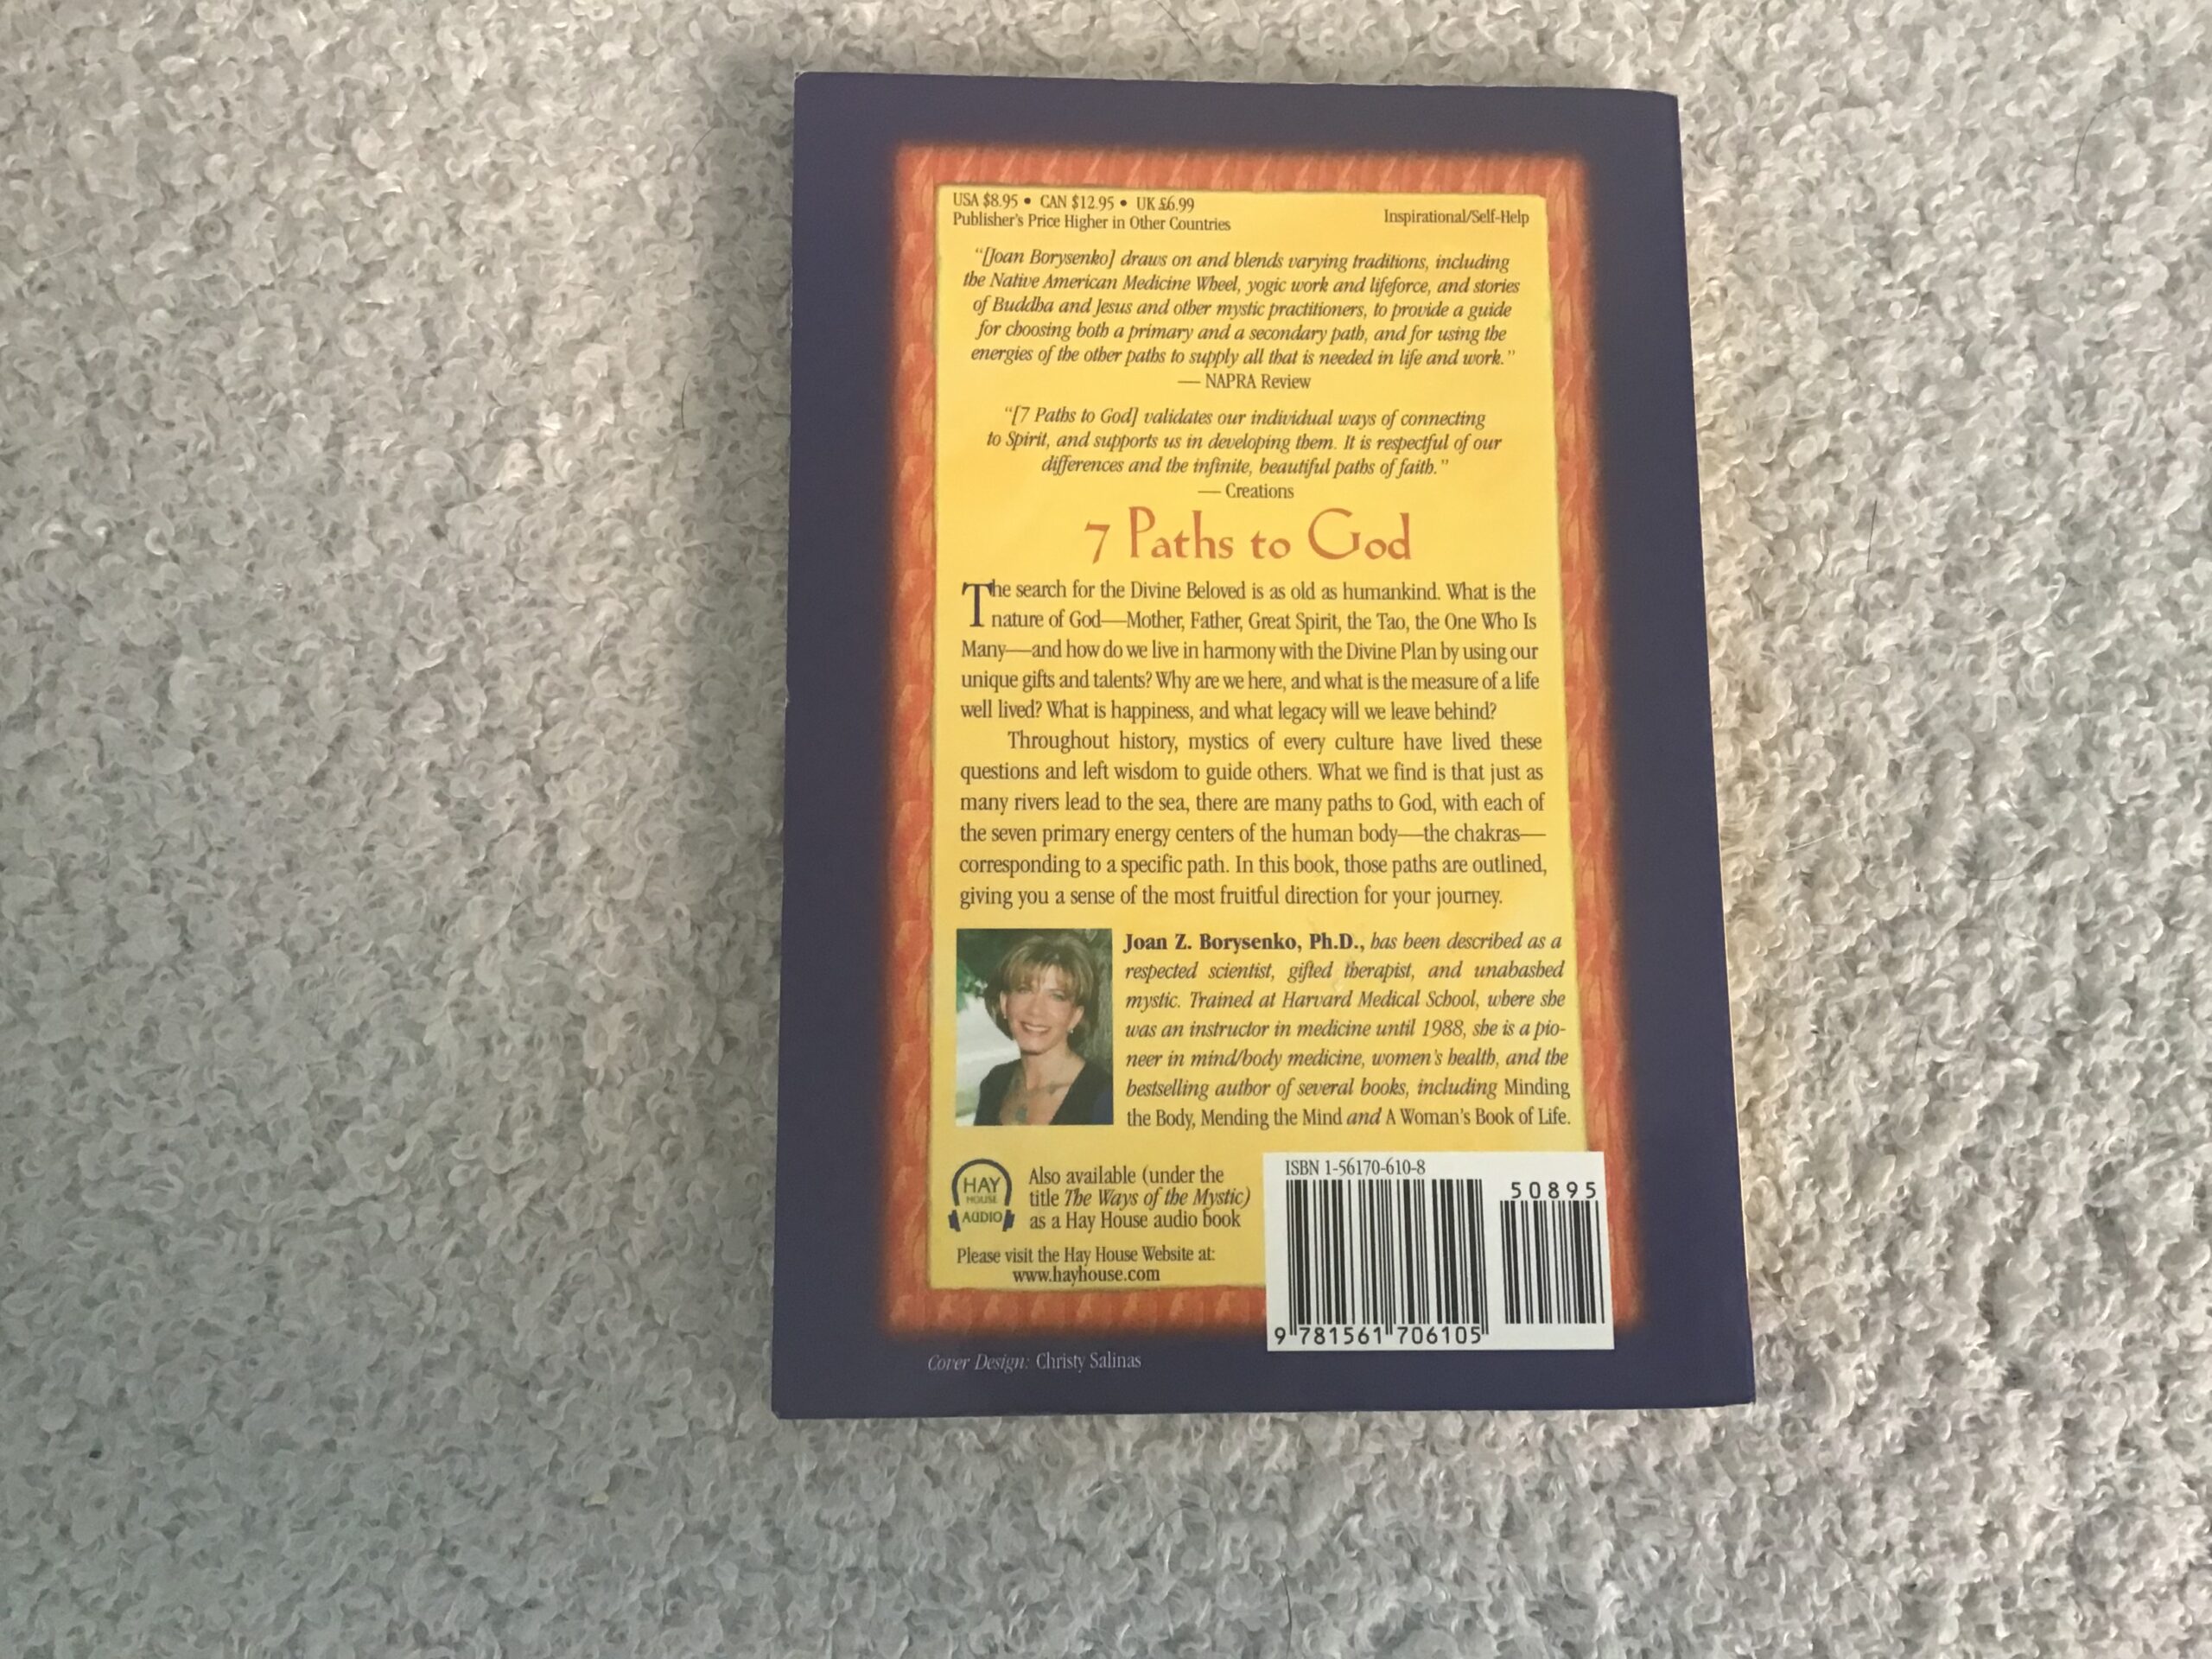 USA $8.95 • CAN $12.95 • UK £6.99
Publisher's Price Higher in Other Countries
Inspirational/Self-Help
"[Joan Borysenko] draws on and blends varying traditions, including
the Native American Medicine Wheel, yogic work and lifeforce, and stories
of Buddha and Jesus and other mystic practitioners, to provide a guide
for choosing both a primary and a secondary path, and for using the
energies of the other paths to supply all that is needed in life and work."
— NAPRA Review
"[7 Paths to God] validates our individual ways of connecting
to Spirit, and supports us in developing them. It is respectful of our
differences and the infinite, beautiful paths of faith."
— Creations
7 Paths to God
The search for the Divine Beloved is as old as humankind. What is the
nature of God—Mother, Father, Great Spirit, the Tao, the One Who Is
Many—and how do we live in harmony with the Divine Plan by using our
unique gifts and talents? Why are we here, and what is the measure of a life
well lived? What is happiness, and what legacy will we leave behind?
Throughout history, mystics of every culture have lived these
questions and left wisdom to guide others. What we find is that just as
many rivers lead to the sea, there are many paths to God, with each of
the seven primary energy centers of the human body—the chakras—
corresponding to a specific path. In this book, those paths are outlined,
giving you a sense of the most fruitful direction for your journey.
Joan Z. Borysenko, Ph.D., has been described as a
respected scientist, gifted therapist, and unabashed
mystic. Trained at Harvard Medical School, where she
was an instructor in medicine until 1988, she is a pio-
neer in mind/body medicine, women's health, and the
bestselling author of several books, including Minding
the Body, Mending the Mind and A Woman's Book of Life.
HAY
HOUSE
AUDIO
Also available (under the
title The Ways of the Mystic)
as a Hay House audio book
Please visit the Hay House Website at:
www.hayhouse.com
ISBN 1-56170-610-8
50895
9 781561 706105
Cover Design: Christy Salinas